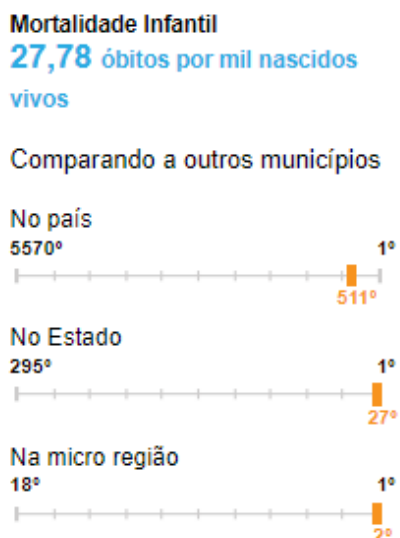 Mortalidade Infantil
27,78 óbitos por mil nascidos
vivos
Comparando a outros municípios
No país
5570º 1º
511º
No Estado
295º 1º
27º
Na micro região
18º 1º
2º